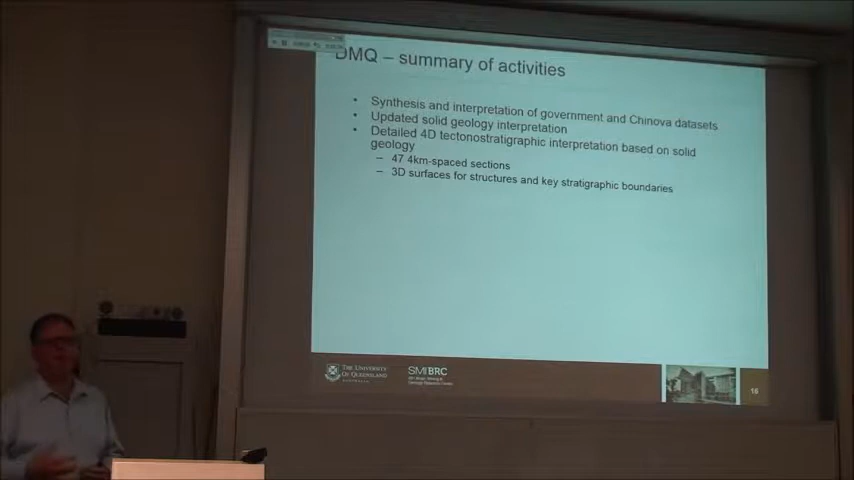 DMQ – summary of activities
• Synthesis and interpretation of government and Chinova datasets
• Updated solid geology interpretation
• Detailed 4D tectonostratigraphic interpretation based on solid
geology
– 47 4km-spaced sections
– 3D surfaces for structures and key stratigraphic boundaries
THE UNIVERSITY
OF QUEENSLAND
AUSTRALIA
SMIBRC
16